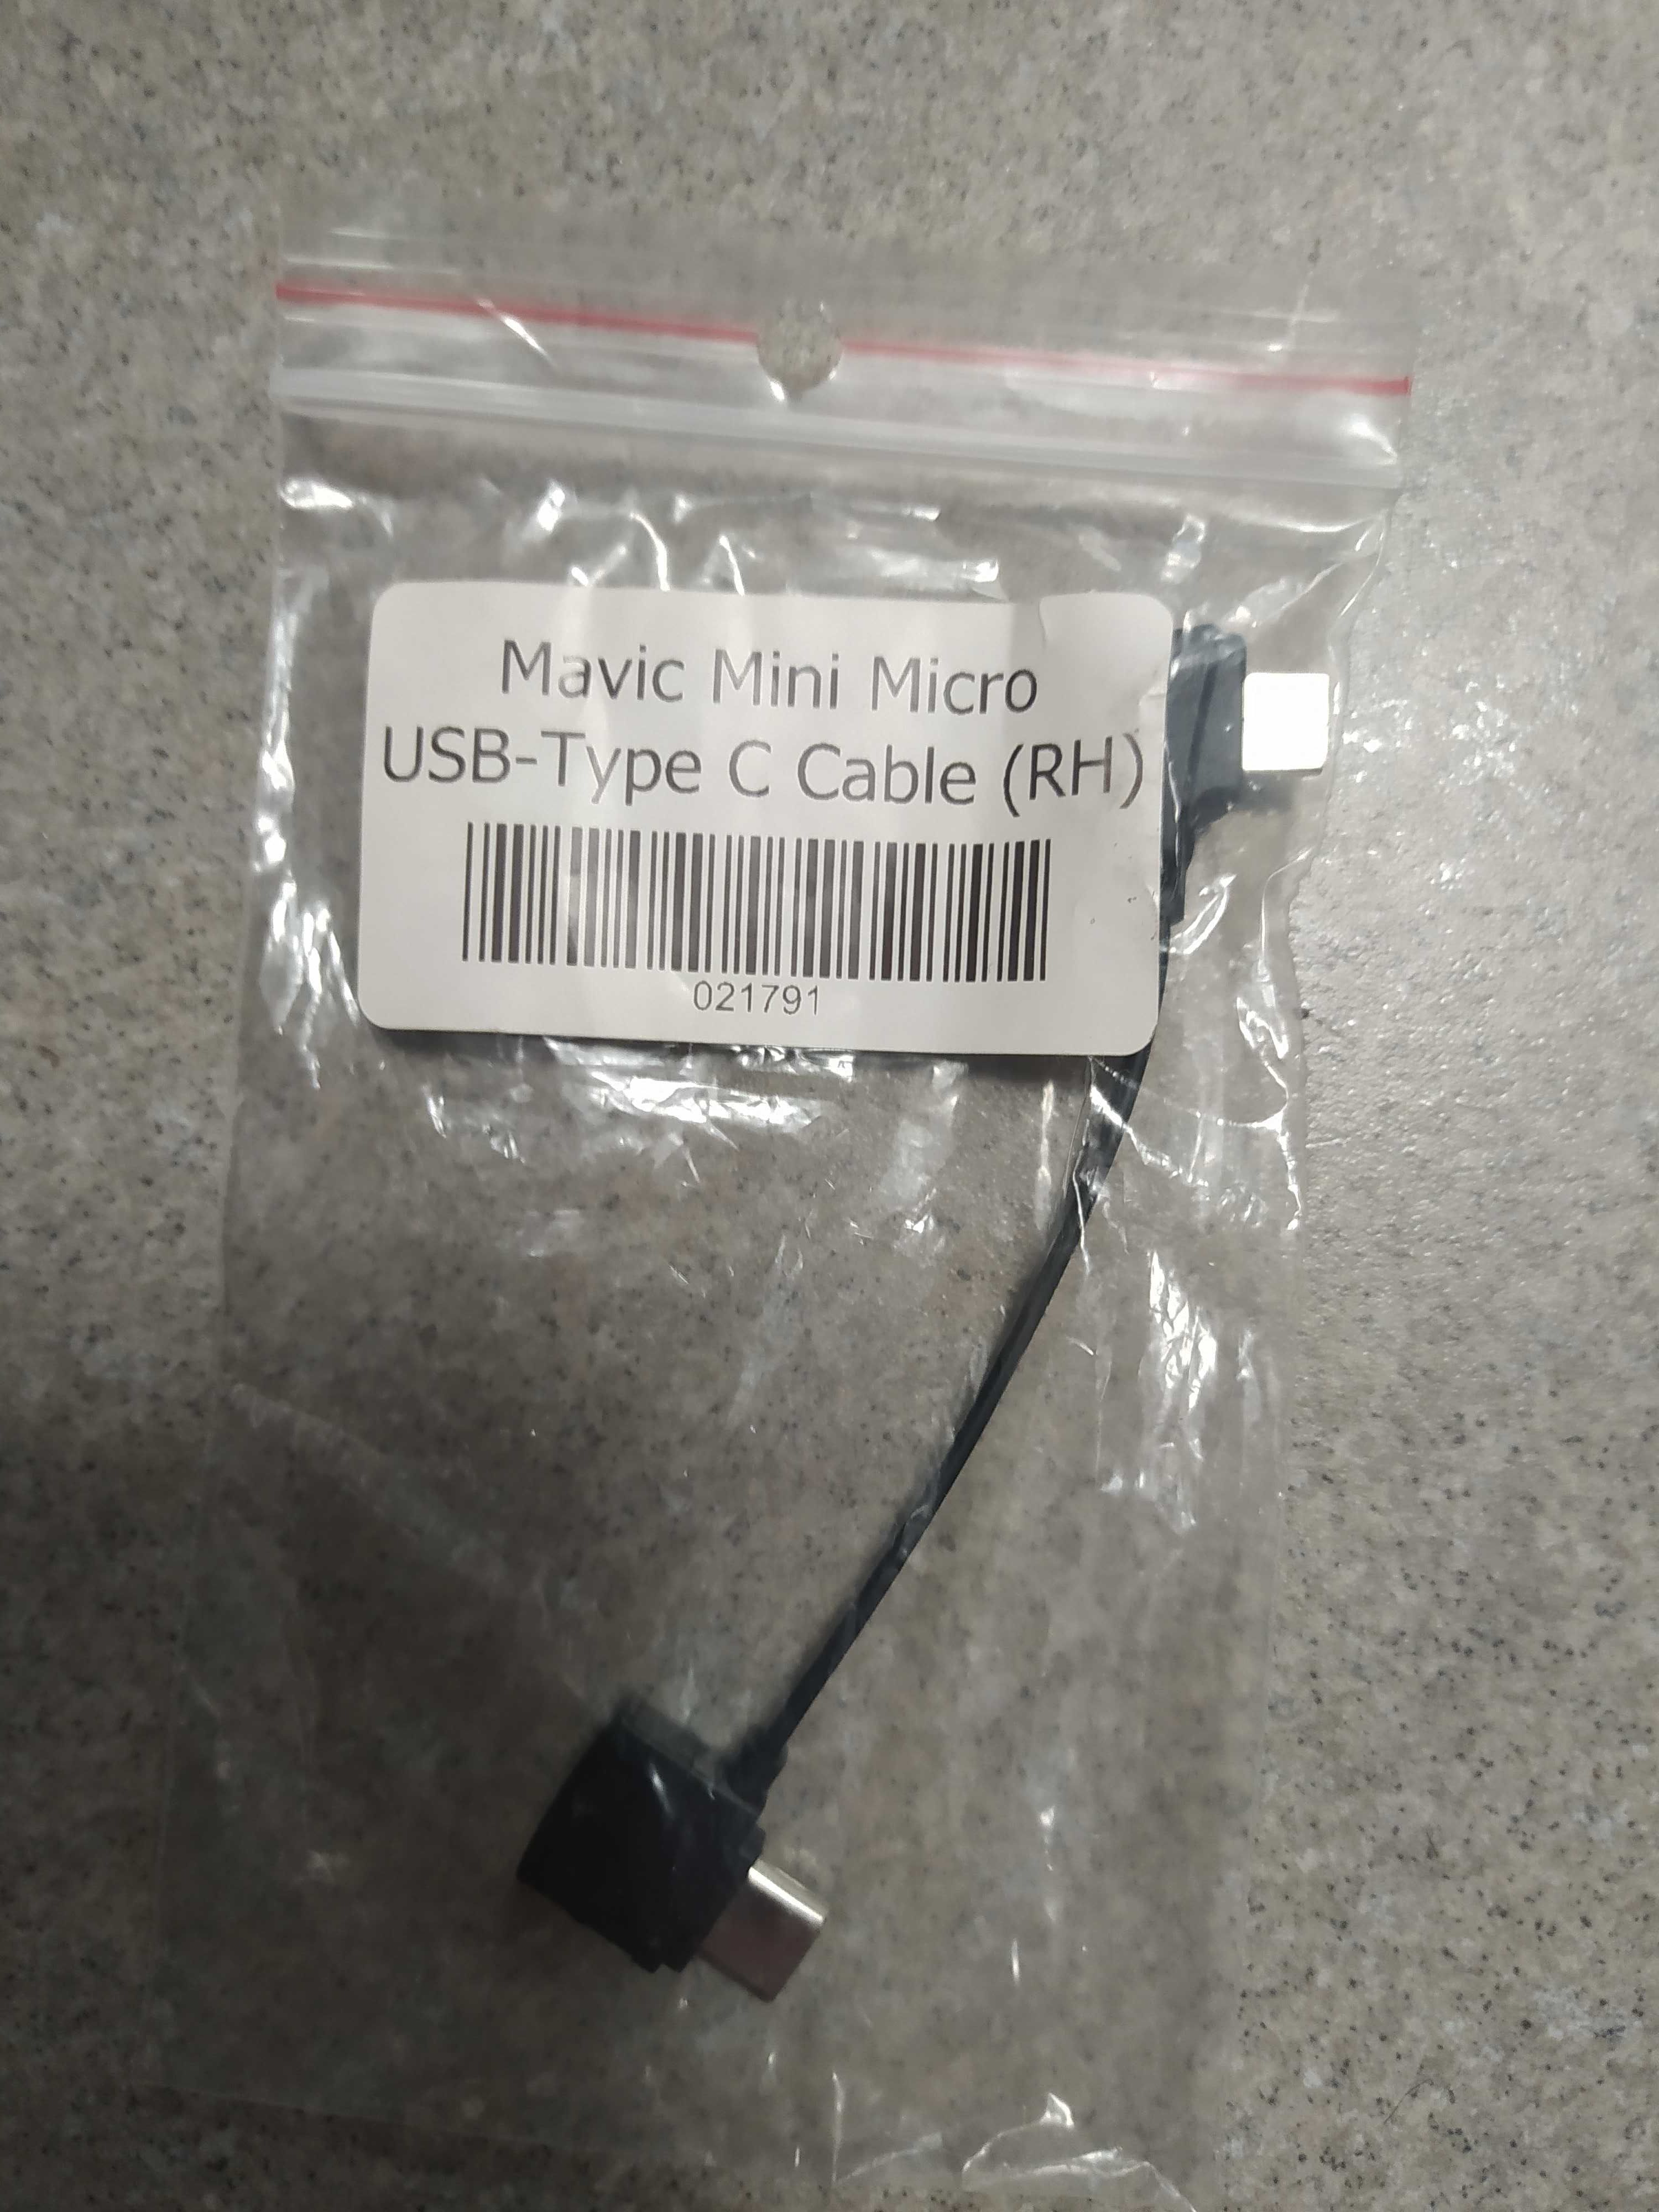 Mavic Mini Micro
USB-Type C Cable (RH)
021791